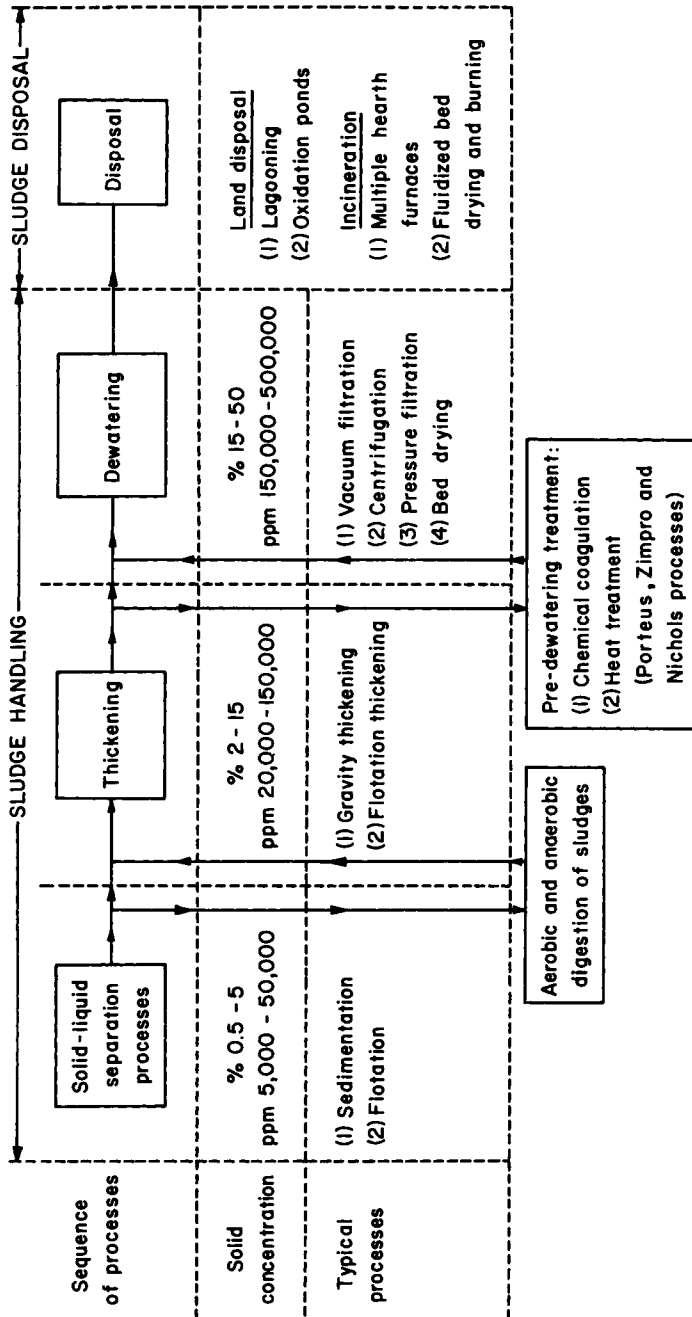 SLUDGE HANDLING
SLUDGE DISPOSAL
Sequence
of processes
Solid-liquid
separation
processes
Thickening
Dewatering
Disposal
Solid
concentration
% 0.5-5
ppm 5,000 - 50,000
% 2 - 15
ppm 20,000-150,000
% 15 - 50
ppm 150,000-500,000
Typical
processes
(1) Sedimentation
(2) Flotation
(1) Gravity thickening
(2) Flotation thickening
(1) Vacuum filtration
(2) Centrifugation
(3) Pressure filtration
(4) Bed drying
Land disposal
(1) Lagooning
(2) Oxidation ponds
Incineration
(1) Multiple hearth
furnaces
(2) Fluidized bed
drying and burning
Aerobic and anaerobic
digestion of sludges
Pre-dewatering treatment:
(1) Chemical coagulation
(2) Heat treatment
(Porteus, Zimpro and
Nichols processes)